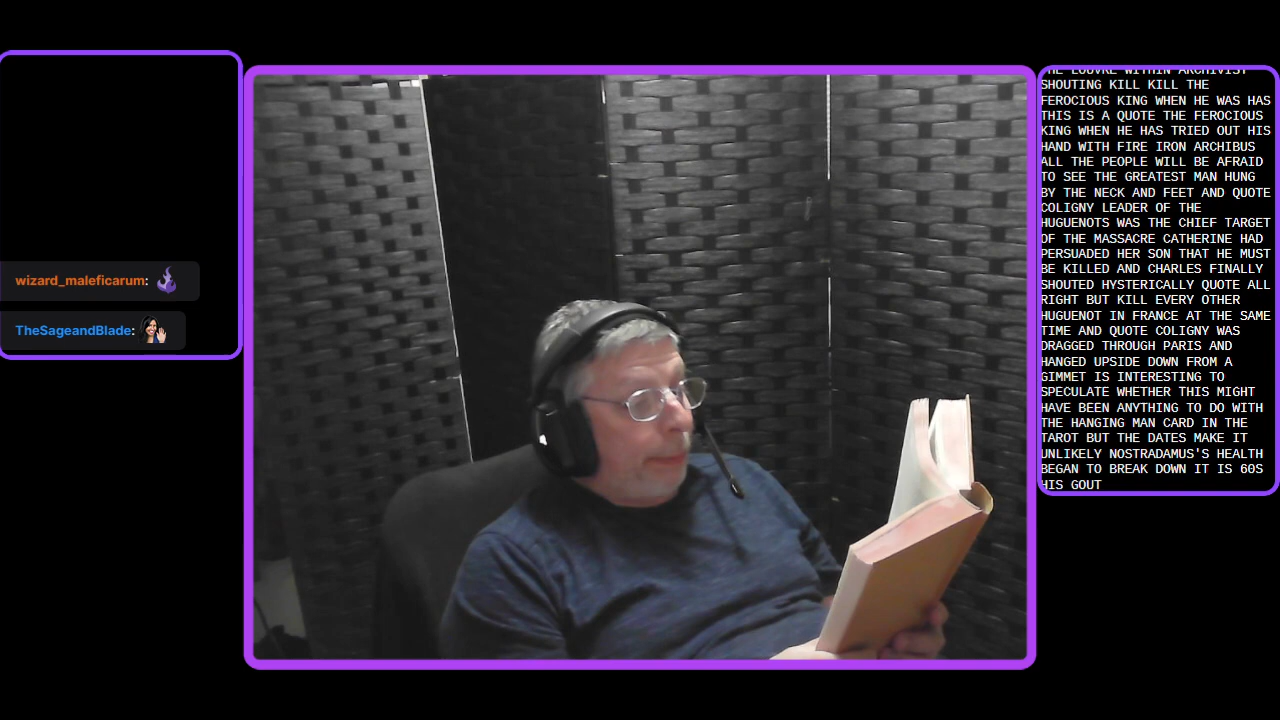 wizard_maleficarum:
TheSageandBlade:
THE LOUVRE WITHIN ARCHIVIST
SHOUTING KILL KILL THE
FEROCIOUS KING WHEN HE WAS HAS
THIS IS A QUOTE THE FEROCIOUS
KING WHEN HE HAS TRIED OUT HIS
HAND WITH FIRE IRON ARCHIBUS
ALL THE PEOPLE WILL BE AFRAID
TO SEE THE GREATEST MAN HUNG
BY THE NECK AND FEET AND QUOTE
COLIGNY LEADER OF THE
HUGUENOTS WAS THE CHIEF TARGET
OF THE MASSACRE CATHERINE HAD
PERSUADED HER SON THAT HE MUST
BE KILLED AND CHARLES FINALLY
SHOUTED HYSTERICALLY QUOTE ALL
RIGHT BUT KILL EVERY OTHER
HUGUENOT IN FRANCE AT THE SAME
TIME AND QUOTE COLIGNY WAS
DRAGGED THROUGH PARIS AND
HANGED UPSIDE DOWN FROM A
GIMMET IS INTERESTING TO
SPECULATE WHETHER THIS MIGHT
HAVE BEEN ANYTHING TO DO WITH
THE HANGING MAN CARD IN THE
TAROT BUT THE DATES MAKE IT
UNLIKELY NOSTRADAMUS'S HEALTH
BEGAN TO BREAK DOWN IT IS 60S
HIS GOUT